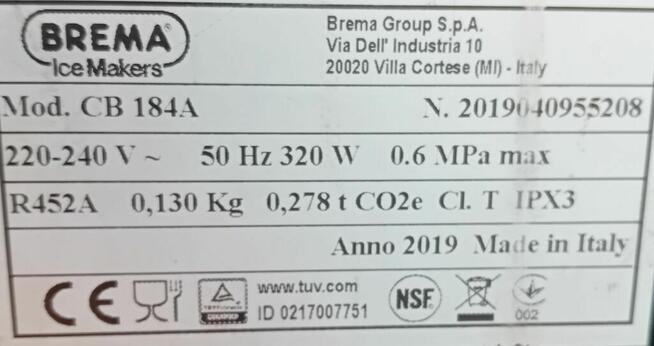 BREMA
Ice Makers
Brema Group S.p.A.
Via Dell' Industria 10
20020 Villa Cortese (MI) - Italy
Mod. CB 184A N. 2019040955208
220-240 V ~ 50 Hz 320 W 0.6 MPa max
R452A 0,130 Kg 0,278 t CO2e Cl. T IPX3
Anno 2019 Made in Italy
CE
www.tuv.com
ID 0217007751
NSF
002